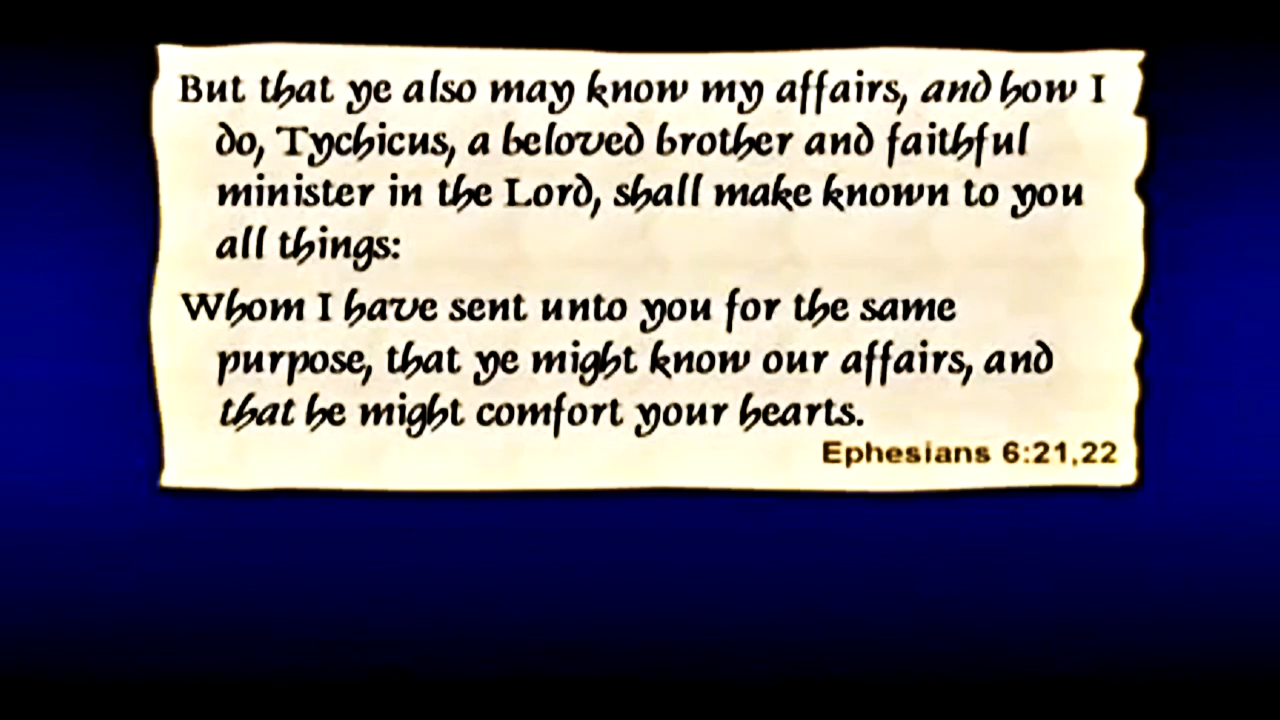 But that ye also may know my affairs, and how I
do, Tychicus, a beloved brother and faithful
minister in the Lord, shall make known to you
all things:
Whom I have sent unto you for the same
purpose, that ye might know our affairs, and
that he might comfort your hearts.
Ephesians 6:21,22